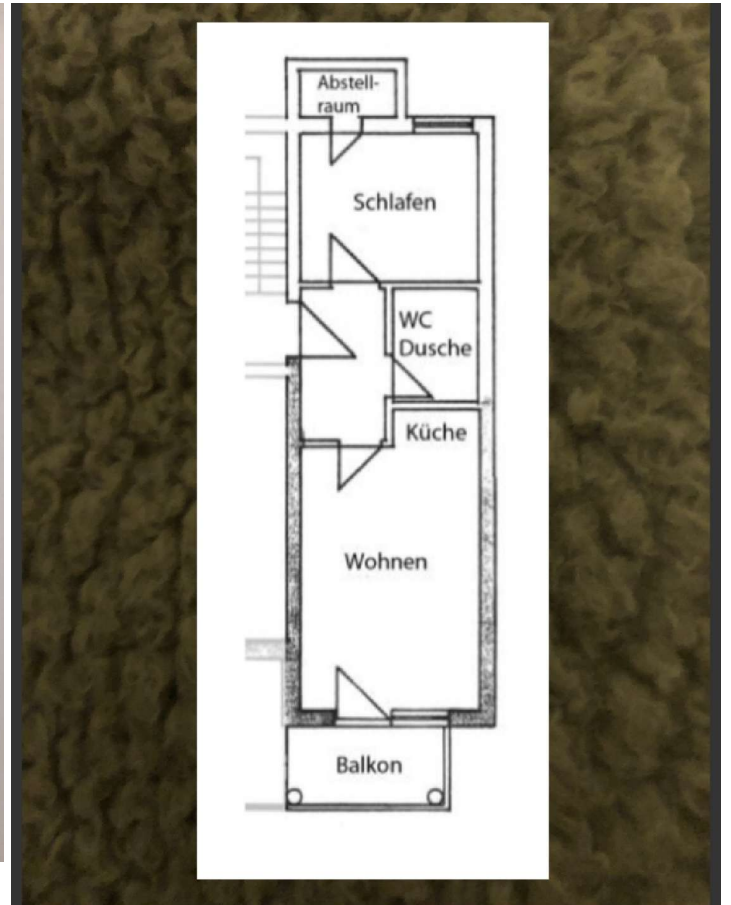 Abstell-
raum
Schlafen
WC
Dusche
Küche
Wohnen
Balkon